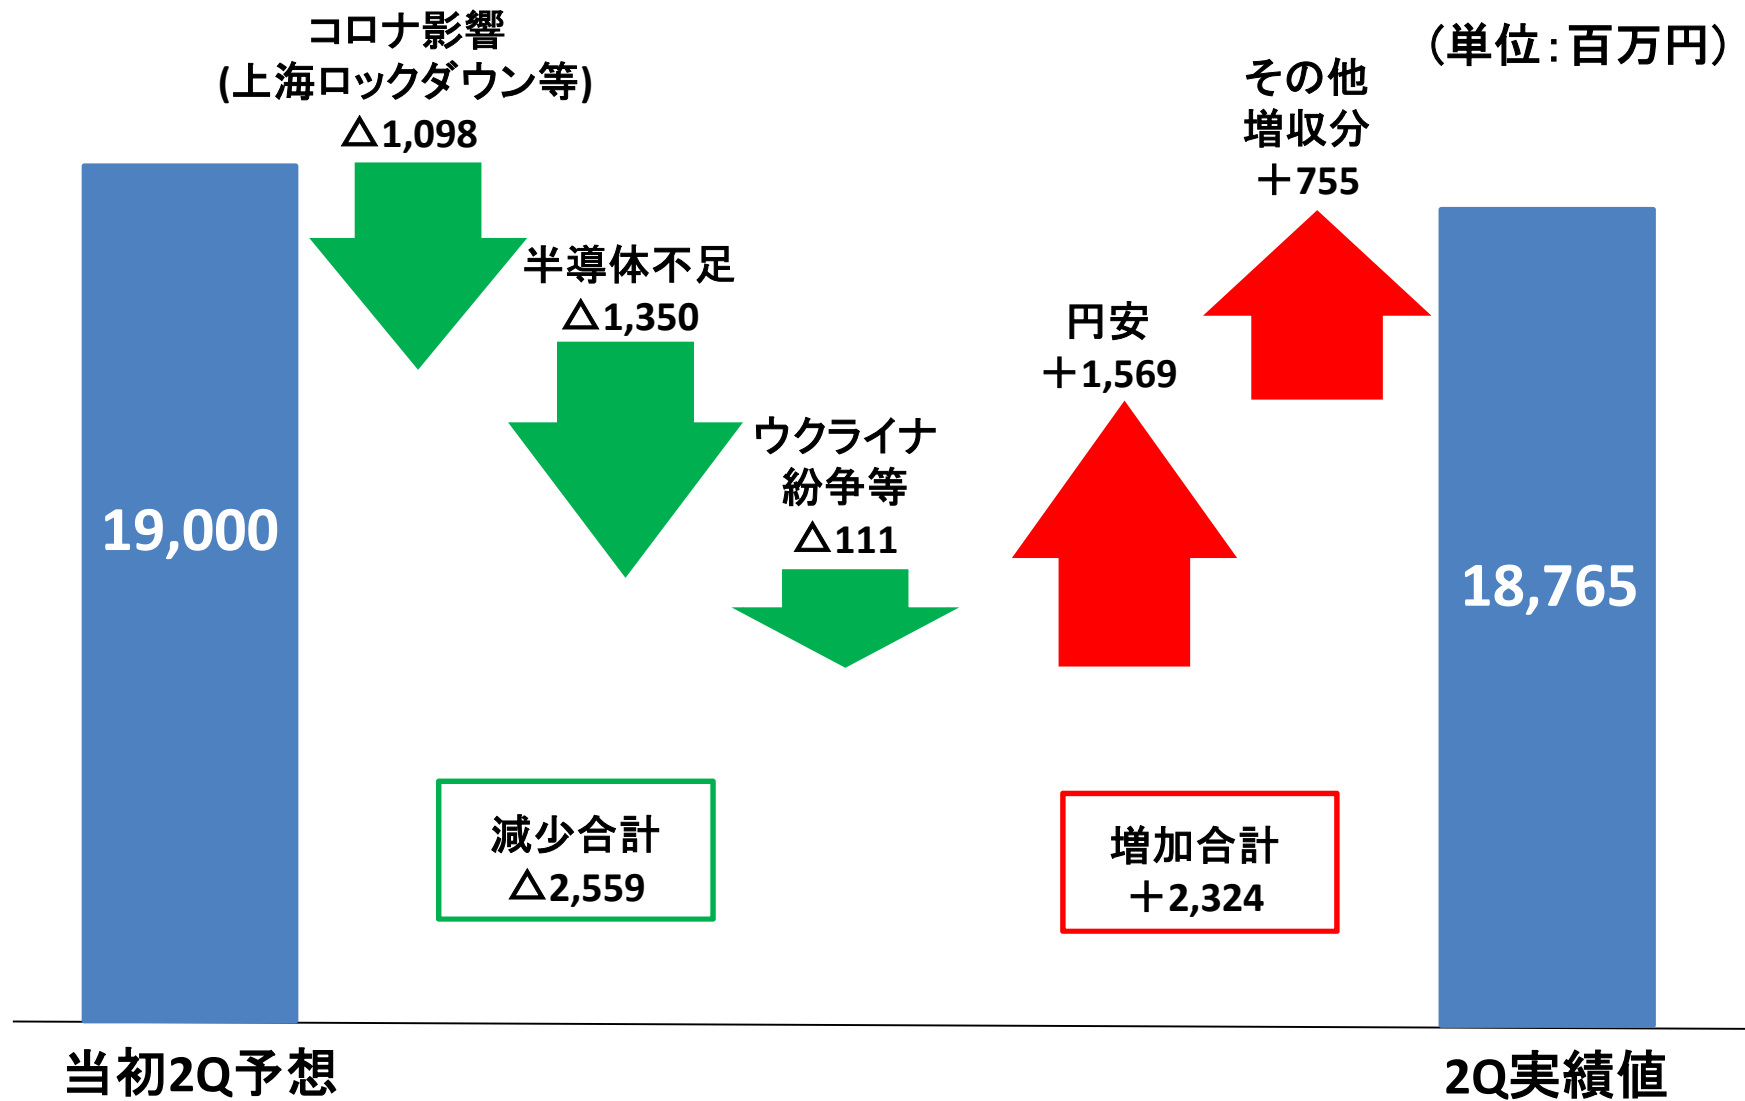 （単位：百万円）
コロナ影響
(上海ロックダウン等)
△1,098
半導体不足
△1,350
ウクライナ
紛争等
△111
円安
＋1,569
その他
増収分
＋755
19,000
18,765
減少合計
△2,559
増加合計
＋2,324
当初2Q予想
2Q実績値